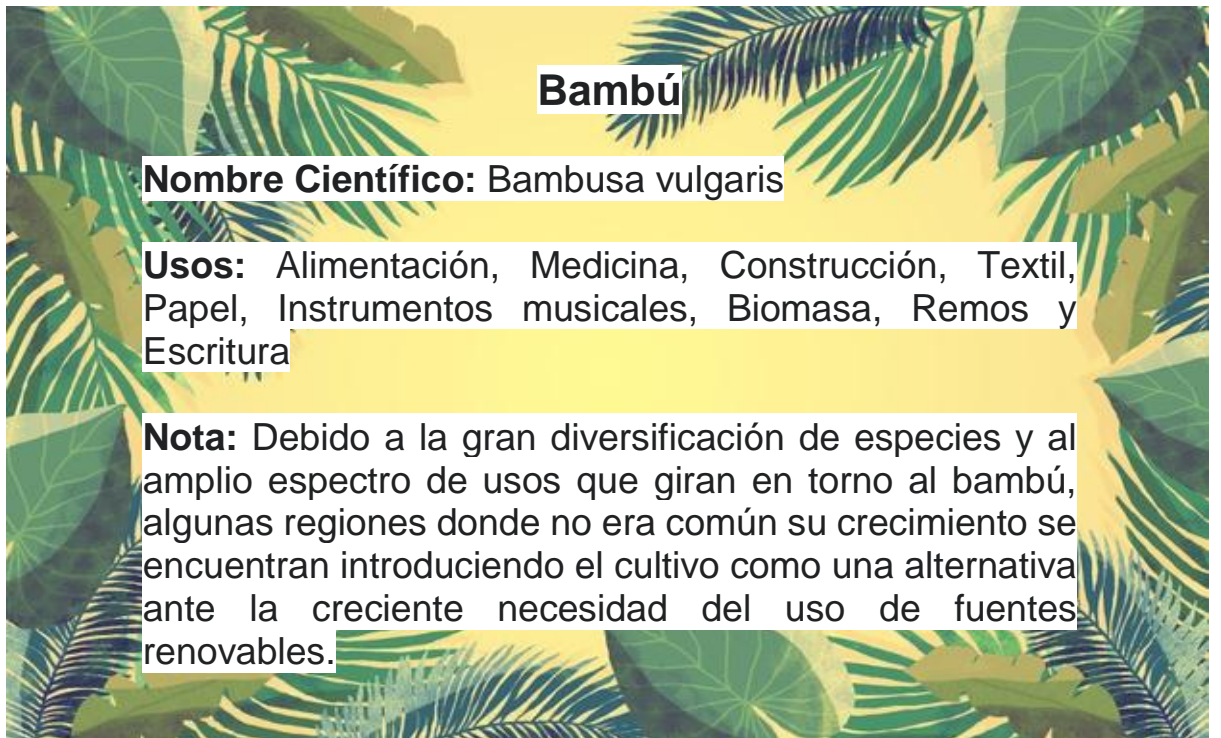 Bambú
Nombre Científico: Bambusa vulgaris
Usos: Alimentación, Medicina, Construcción, Textil,
Papel, Instrumentos musicales, Biomasa, Remos y
Escritura
Nota: Debido a la gran diversificación de especies y al
amplio espectro de usos que giran en torno al bambú,
algunas regiones donde no era común su crecimiento se
encuentran introduciendo el cultivo como una alternativa
ante la creciente necesidad del uso de fuentes
renovables.